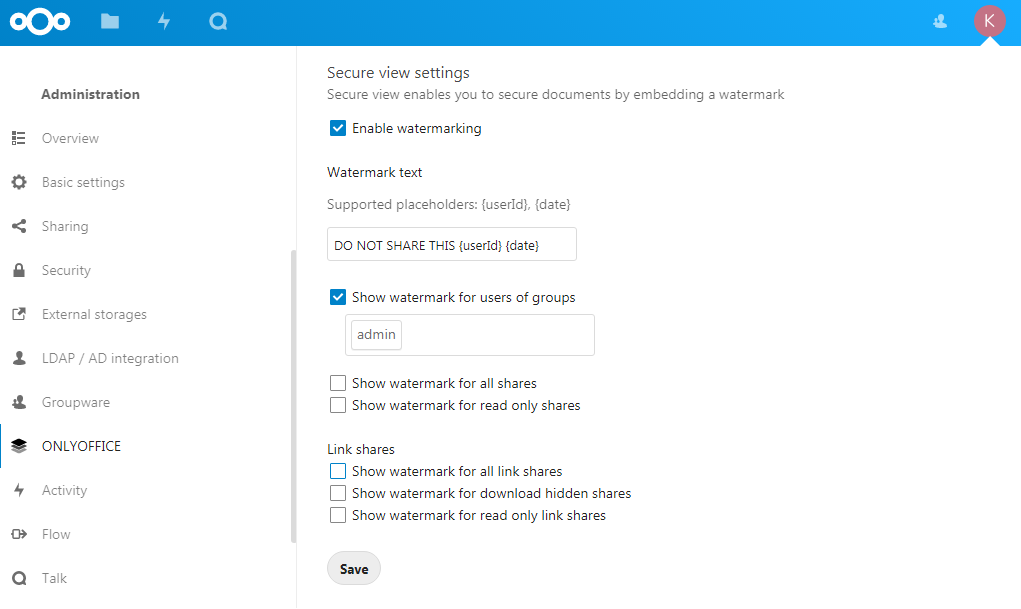 K
Administration
Overview
Basic settings
Sharing
Security
External storages
LDAP / AD integration
Groupware
ONLYOFFICE
Activity
Flow
Talk
Secure view settings
Secure view enables you to secure documents by embedding a watermark
Enable watermarking
Watermark text
Supported placeholders: {userId}, {date}
DO NOT SHARE THIS {userId} {date}
Show watermark for users of groups
admin
Show watermark for all shares
Show watermark for read only shares
Link shares
Show watermark for all link shares
Show watermark for download hidden shares
Show watermark for read only link shares
Save